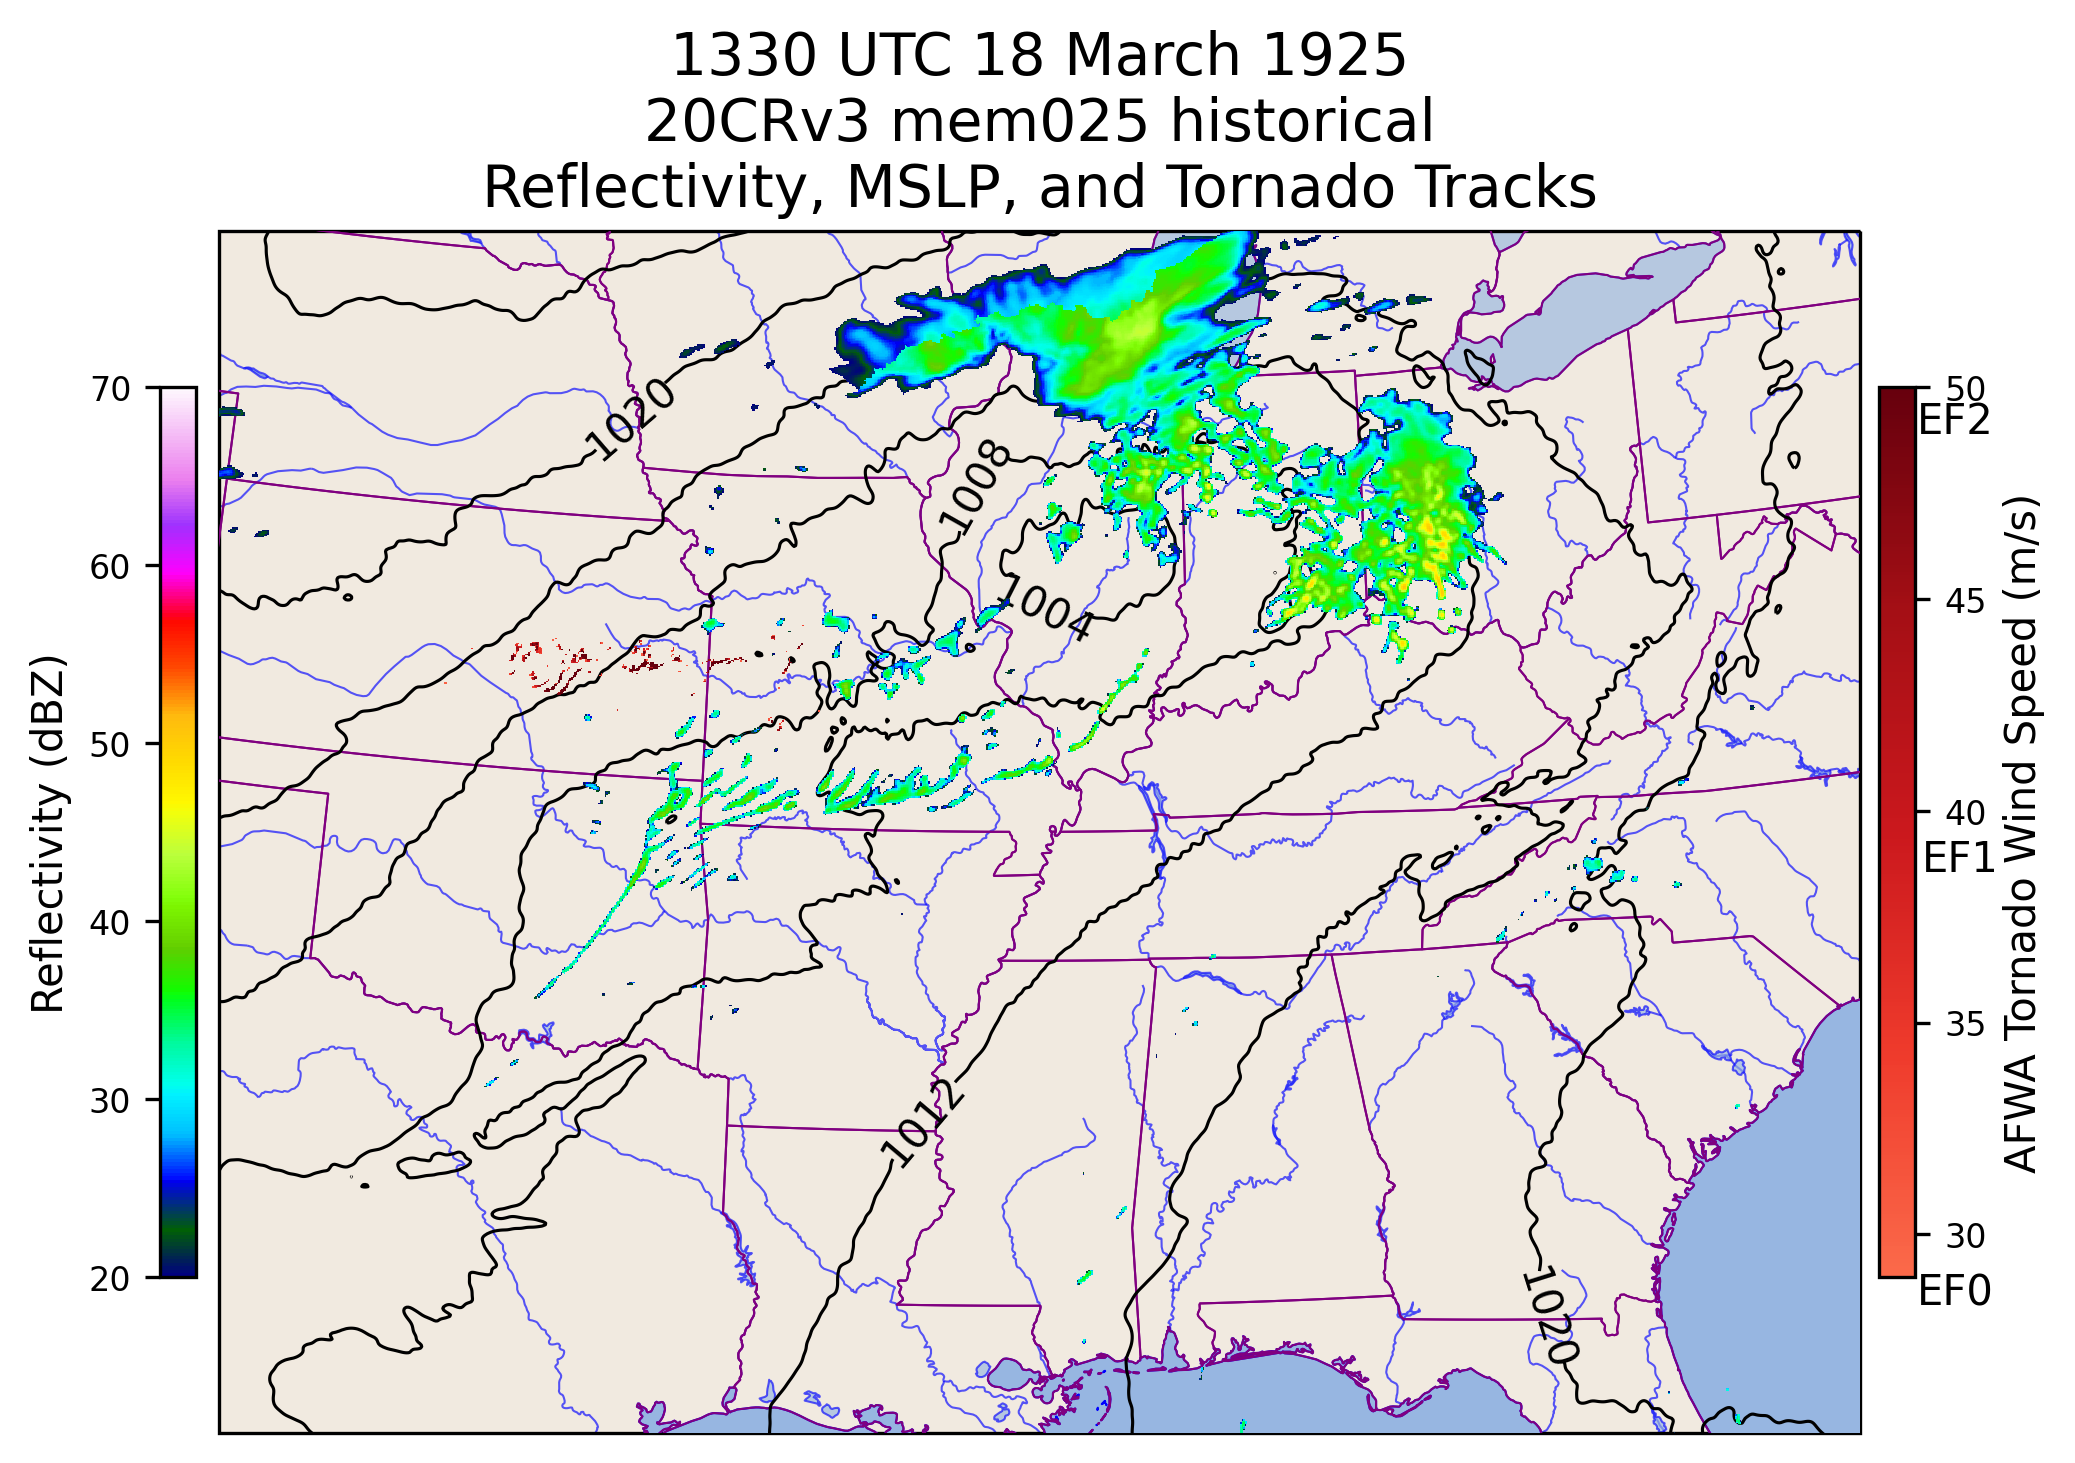 1330 UTC 18 March 1925
20CRv3 mem025 historical
Reflectivity, MSLP, and Tornado Tracks
70
60
50
40
30
20
Reflectivity (dBZ)
1020
1008
1004
1012
1020
50
EF2
45
40
EF1
35
30
EF0
AFWA Tornado Wind Speed (m/s)